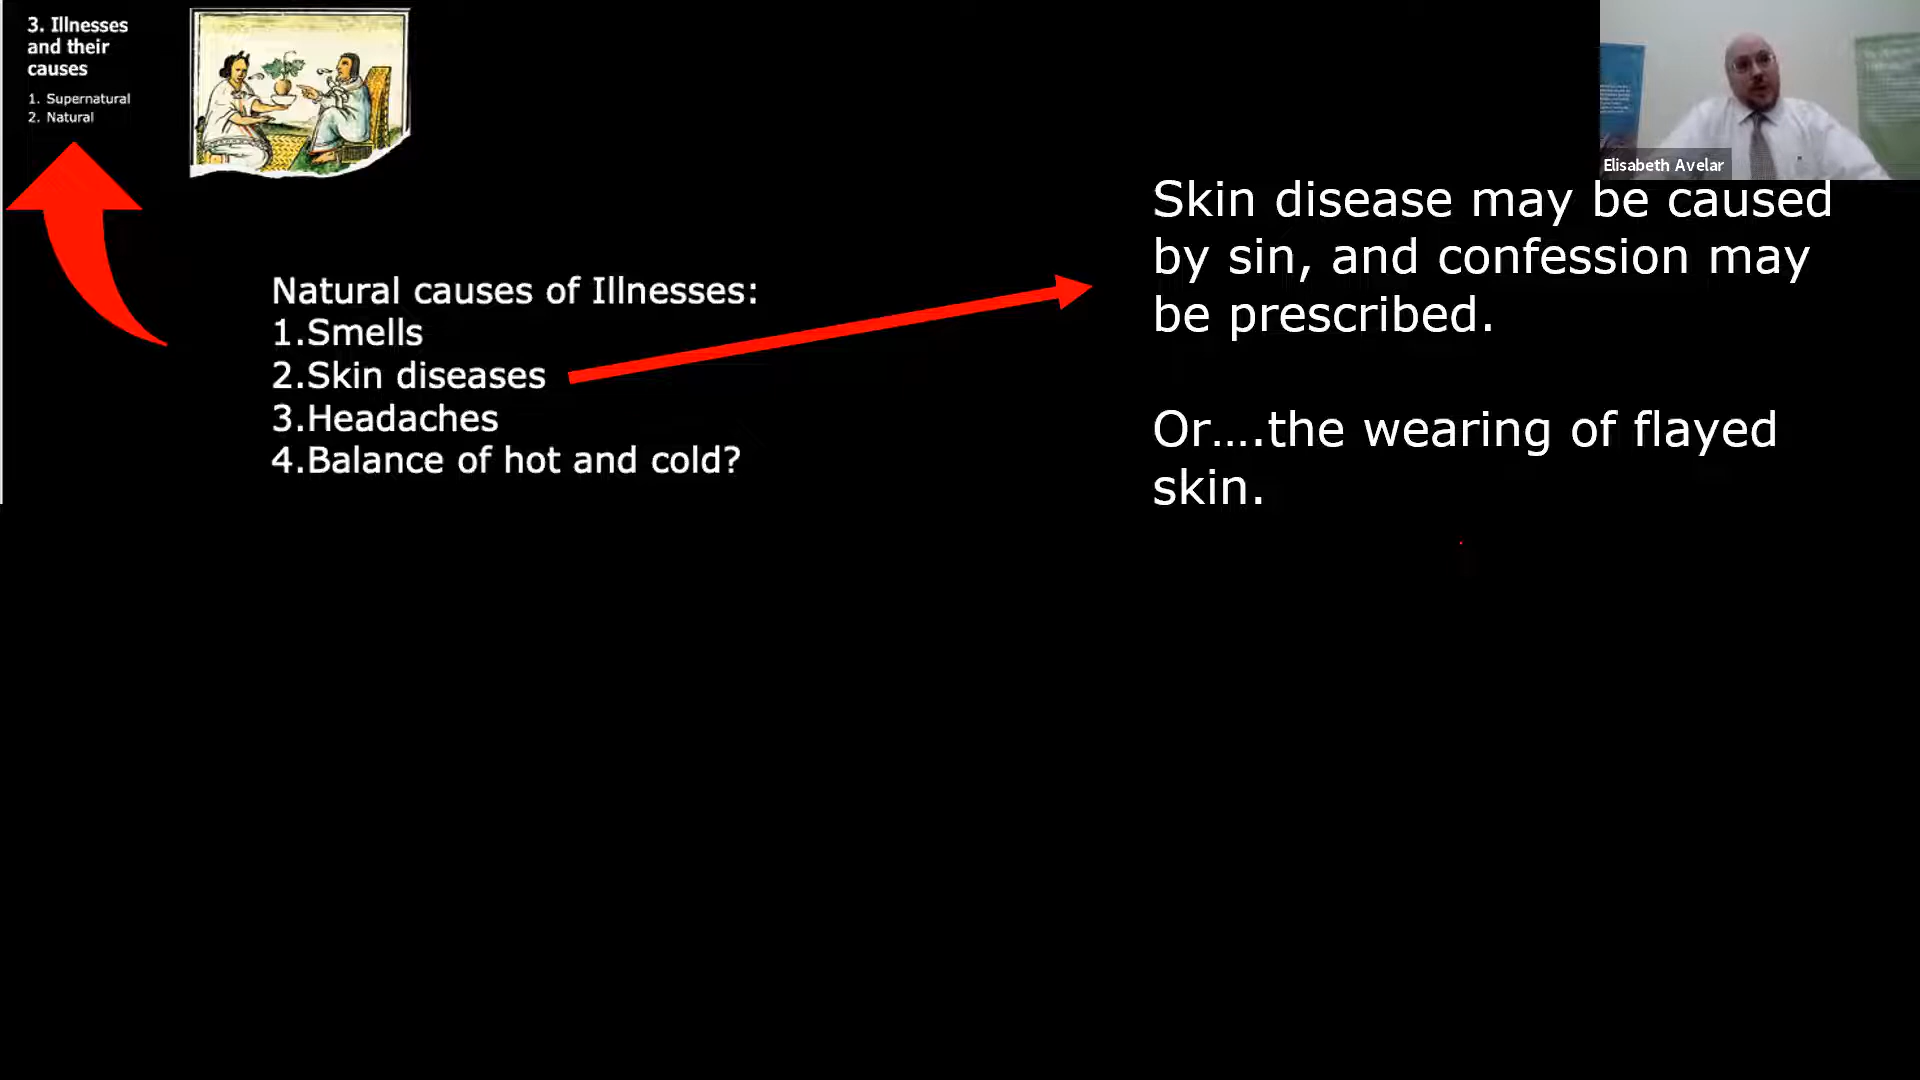 3. Illnesses
and their
causes
1. Supernatural
2. Natural
Elisabeth Avelar
Natural causes of Illnesses:
1.Smells
2.Skin diseases
3.Headaches
4.Balance of hot and cold?
Skin disease may be caused
by sin, and confession may
be prescribed.
Or....the wearing of flayed
skin.